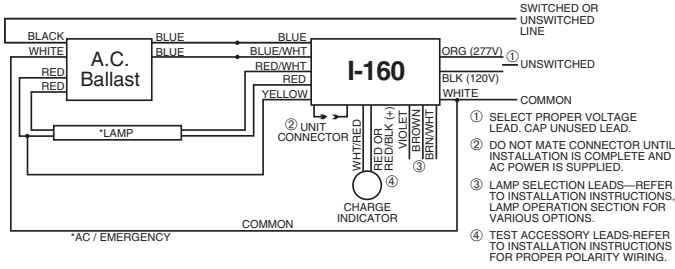 SWITCHED OR
UNSWITCHED
LINE
BLACK
BLUE
BLUE
WHITE
BLUE
BLUE/WHT
A.C.
Ballast
I-160
ORG (277V)
①
UNSWITCHED
RED/WHT
RED
RED
RED
BLK (120V)
YELLOW
WHITE
COMMON
*LAMP
② UNIT
CONNECTOR
WHT/RED
RED OR
RED/BLK (+)
VIOLET
BROWN
BRN/WHT
③
④
CHARGE
INDICATOR
COMMON
*AC / EMERGENCY
① SELECT PROPER VOLTAGE
LEAD. CAP UNUSED LEAD.
② DO NOT MATE CONNECTOR UNTIL
INSTALLATION IS COMPLETE AND
AC POWER IS SUPPLIED.
③ LAMP SELECTION LEADS—REFER
TO INSTALLATION INSTRUCTIONS,
LAMP OPERATION SECTION FOR
VARIOUS OPTIONS.
④ TEST ACCESSORY LEADS-REFER
TO INSTALLATION INSTRUCTIONS
FOR PROPER POLARITY WIRING.